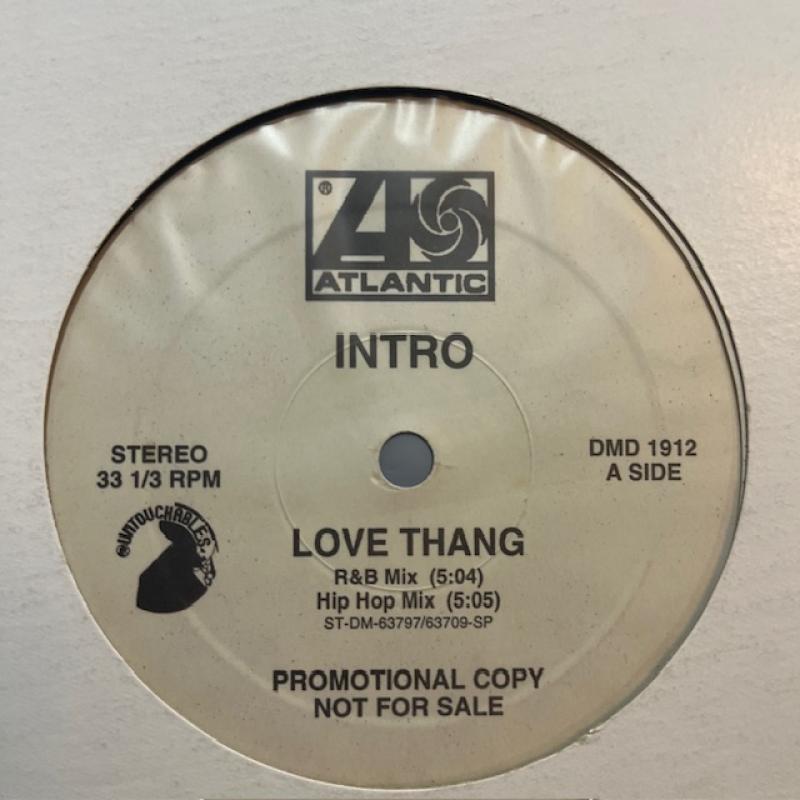 ®
ATLANTIC
INTRO
STEREO
33 1/3 RPM
DMD 1912
A SIDE
UNTOUCHABLES
LOVE THANG
R&B Mix (5:04)
Hip Hop Mix (5:05)
ST-DM-63797/63709-SP
PROMOTIONAL COPY
NOT FOR SALE